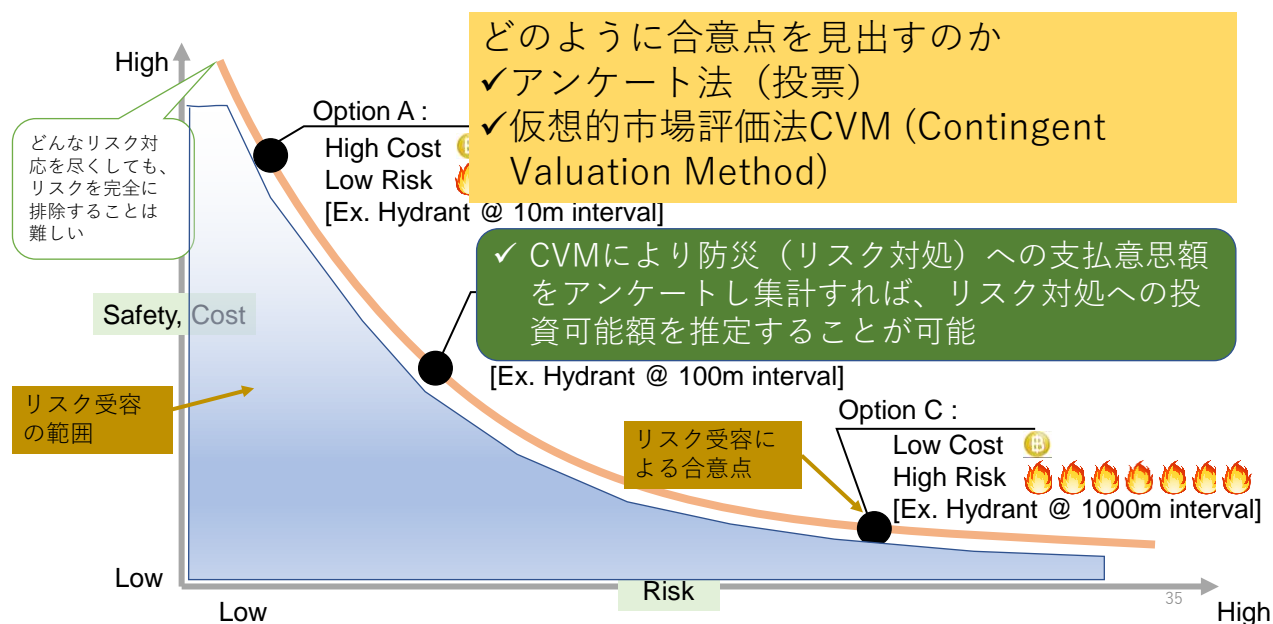 どのように合意点を見出すのか
✓アンケート法（投票）
✓仮想的市場評価法CVM (Contingent
Valuation Method)
High
Option A :
High Cost
Low Risk
[Ex. Hydrant @ 10m interval]
どんなリスク対
応を尽くしても、
リスクを完全に
排除することは
難しい
✓ CVMにより防災（リスク対処）への支払意思額
をアンケートし集計すれば、リスク対処への投
資可能額を推定することが可能
Safety, Cost
[Ex. Hydrant @ 100m interval]
リスク受容
の範囲
リスク受容に
よる合意点
Option C :
Low Cost
High Risk
[Ex. Hydrant @ 1000m interval]
Low
Low
Risk
35
High